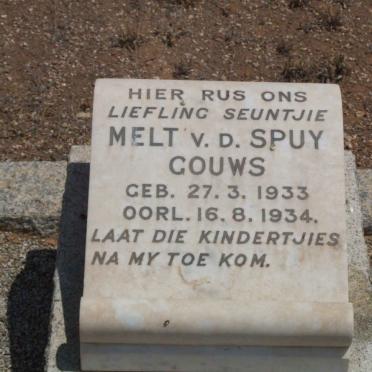 HIER RUS ONS
LIEFLING SEUNTJIE
MELT V. D. SPUY
GOUWS
GEB. 27. 3. 1933
OORL. 16. 8. 1934.
LAAT DIE KINDERTJIES
NA MY TOE KOM.